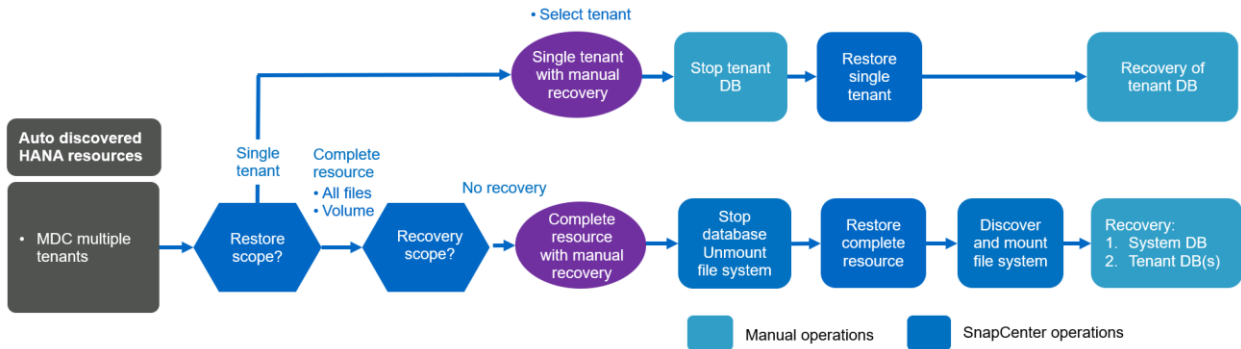 • Select tenant
Single tenant
with manual
recovery
Stop tenant
DB
Restore
single
tenant
Recovery of
tenant DB
Auto discovered
HANA resources
Single
tenant
Complete
resource
• All files
• Volume
No recovery
• MDC multiple
tenants
Restore
scope?
Recovery
scope?
Complete
resource
with manual
recovery
Stop
database
Unmount
file system
Restore
complete
resource
Discover
and mount
file system
Recovery:
1. System DB
2. Tenant DB(s)
Manual operations
SnapCenter operations